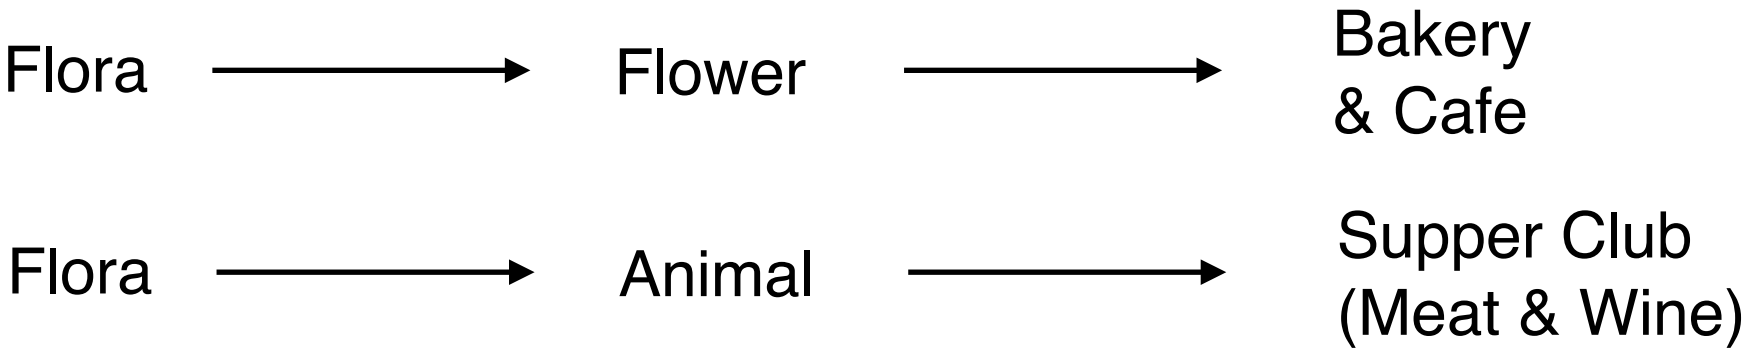 Flora
Flower
Bakery
& Cafe
Flora
Animal
Supper Club
(Meat & Wine)